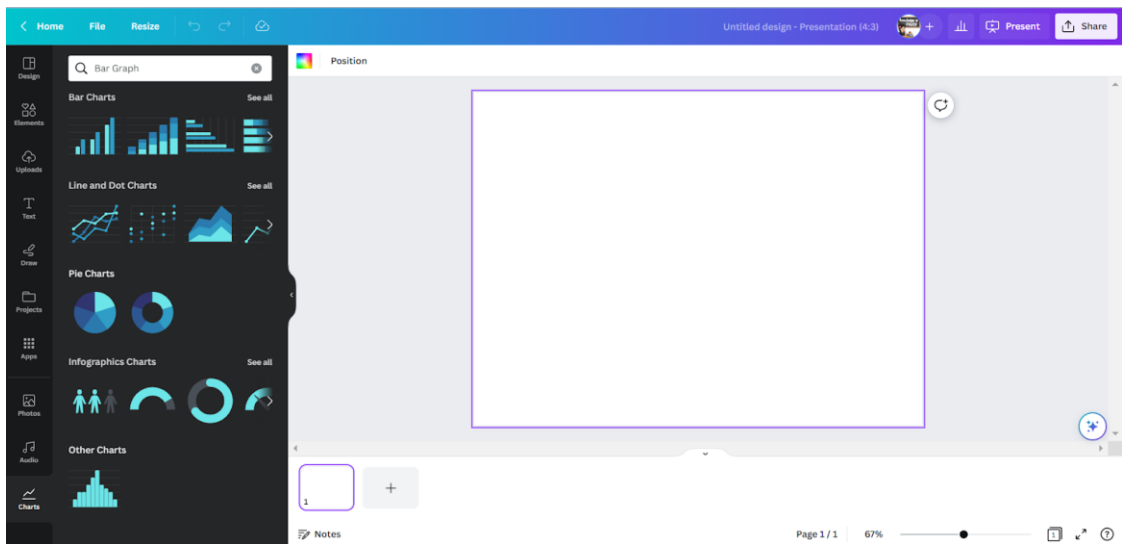 Home
File
Resize
Untitled design - Presentation (4:3)
Present
Share
Design
Elements
Uploads
Text
Draw
Projects
Apps
Photos
Audio
Charts
Bar Graph
Bar Charts
See all
Line and Dot Charts
See all
Pie Charts
Infographics Charts
See all
Other Charts
Position
1
Notes
Page 1 / 1
67%
1